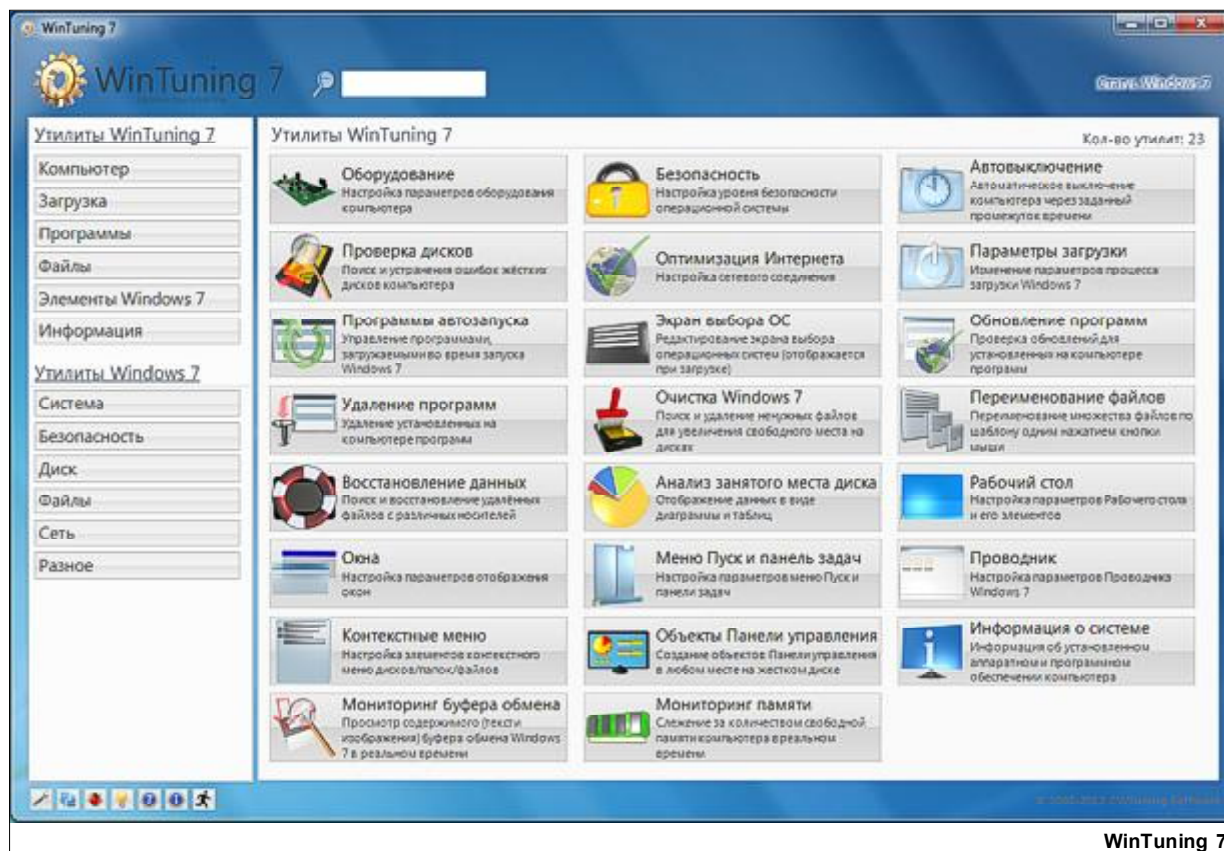 WinTuning 7
WinTuning 7
Статус Windows 7
Утилиты WinTuning 7
Компьютер
Загрузка
Программы
Файлы
Элементы Windows 7
Информация
Утилиты Windows 7
Система
Безопасность
Диск
Файлы
Сеть
Разное
Утилиты WinTuning 7
Кол-во утилит: 23
Оборудование
Настройка параметров оборудования
компьютера
Безопасность
Настройка уровня безопасности
операционной системы
Автовыключение
Автоматическое выключение
компьютера через заданный
промежуток времени
Проверка дисков
Поиск и устранения ошибок жёстких
дисков компьютера
Оптимизация Интернета
Настройка сетевого соединения
Параметры загрузки
Изменение параметров процесса
загрузки Windows 7
Программы автозапуска
Управление программами,
загружаемыми во время запуска
Windows 7
Экран выбора ОС
Редактирование экрана выбора
операционных систем (отображается
при загрузке)
Обновление программ
Проверка обновлений для
установленных на компьютере
программ
Удаление программ
Удаление установленных на
компьютере программ
Очистка Windows 7
Поиск и удаление ненужных файлов
для увеличения свободного места на
дисках
Переименование файлов
Переименование множества файлов по
шаблону одним нажатием кнопки
мыши
Восстановление данных
Поиск и восстановление удалённых
файлов с различных носителей
Анализ занятого места диска
Отображение данных в виде
диаграммы и таблиц
Рабочий стол
Настройка параметров Рабочего стола
и его элементов
Окна
Настройка параметров отображения
окон
Меню Пуск и панель задач
Настройка параметров меню Пуск и
панели задач
Проводник
Настройка параметров Проводника
Windows 7
Контекстные меню
Настройка элементов контекстного
меню дисков/папок/файлов
Объекты Панели управления
Создание объектов Панели управления
в любом месте на жестком диске
Информация о системе
Информация об установленном
аппаратном и программном
обеспечении компьютера
Мониторинг буфера обмена
Просмотр содержимого (текст и
изображения) буфера обмена Windows
7 в реальном времени
Мониторинг памяти
Слежение за количеством свободной
памяти компьютера в реальном
времени
WinTuning 7